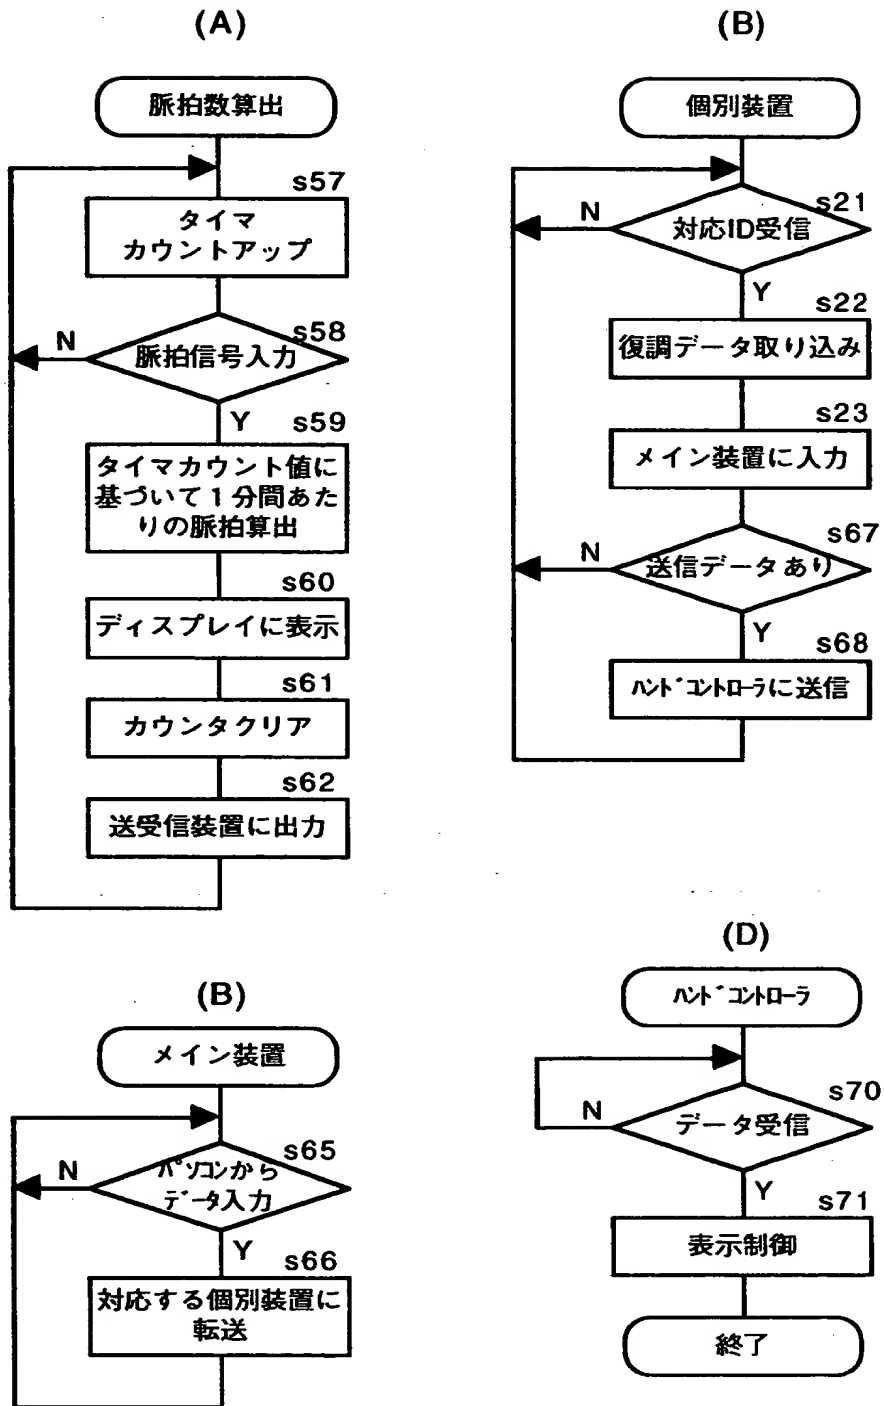 (A)
脈拍数算出
s57
タイマ
カウントアップ
s58
脈拍信号入力
N
Y
s59
タイマカウント値に
基づいて1分間あた
りの脈拍算出
s60
ディスプレイに表示
s61
カウンタクリア
s62
送受信装置に出力
(B)
個別装置
s21
対応ID受信
N
Y
s22
復調データ取り込み
s23
メイン装置に入力
s67
送信データあり
N
Y
s68
ハンドコントローラに送信
(B)
メイン装置
s65
パソコンから
データ入力
N
Y
s66
対応する個別装置に
転送
(D)
ハンドコントローラ
s70
データ受信
N
Y
s71
表示制御
終了